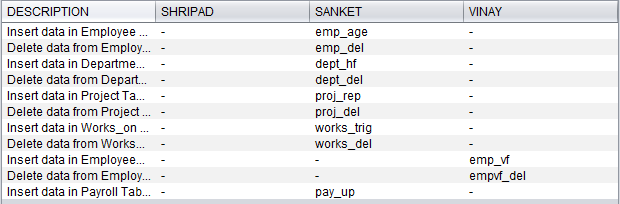 DESCRIPTION SHRIPAD SANKET VINAY
Insert data in Employee ... - emp_age -
Delete data from Employ... - emp_del -
Insert data in Departme... - dept_hf -
Delete data from Depart... - dept_del -
Insert data in Project Ta... - proj_rep -
Delete data from Project ... - proj_del -
Insert data in Works_on ... - works_trig -
Delete data from Works... - works_del -
Insert data in Employee... - - emp_vf
Delete data from Employ... - - empvf_del
Insert data in Payroll Tab... - pay_up -